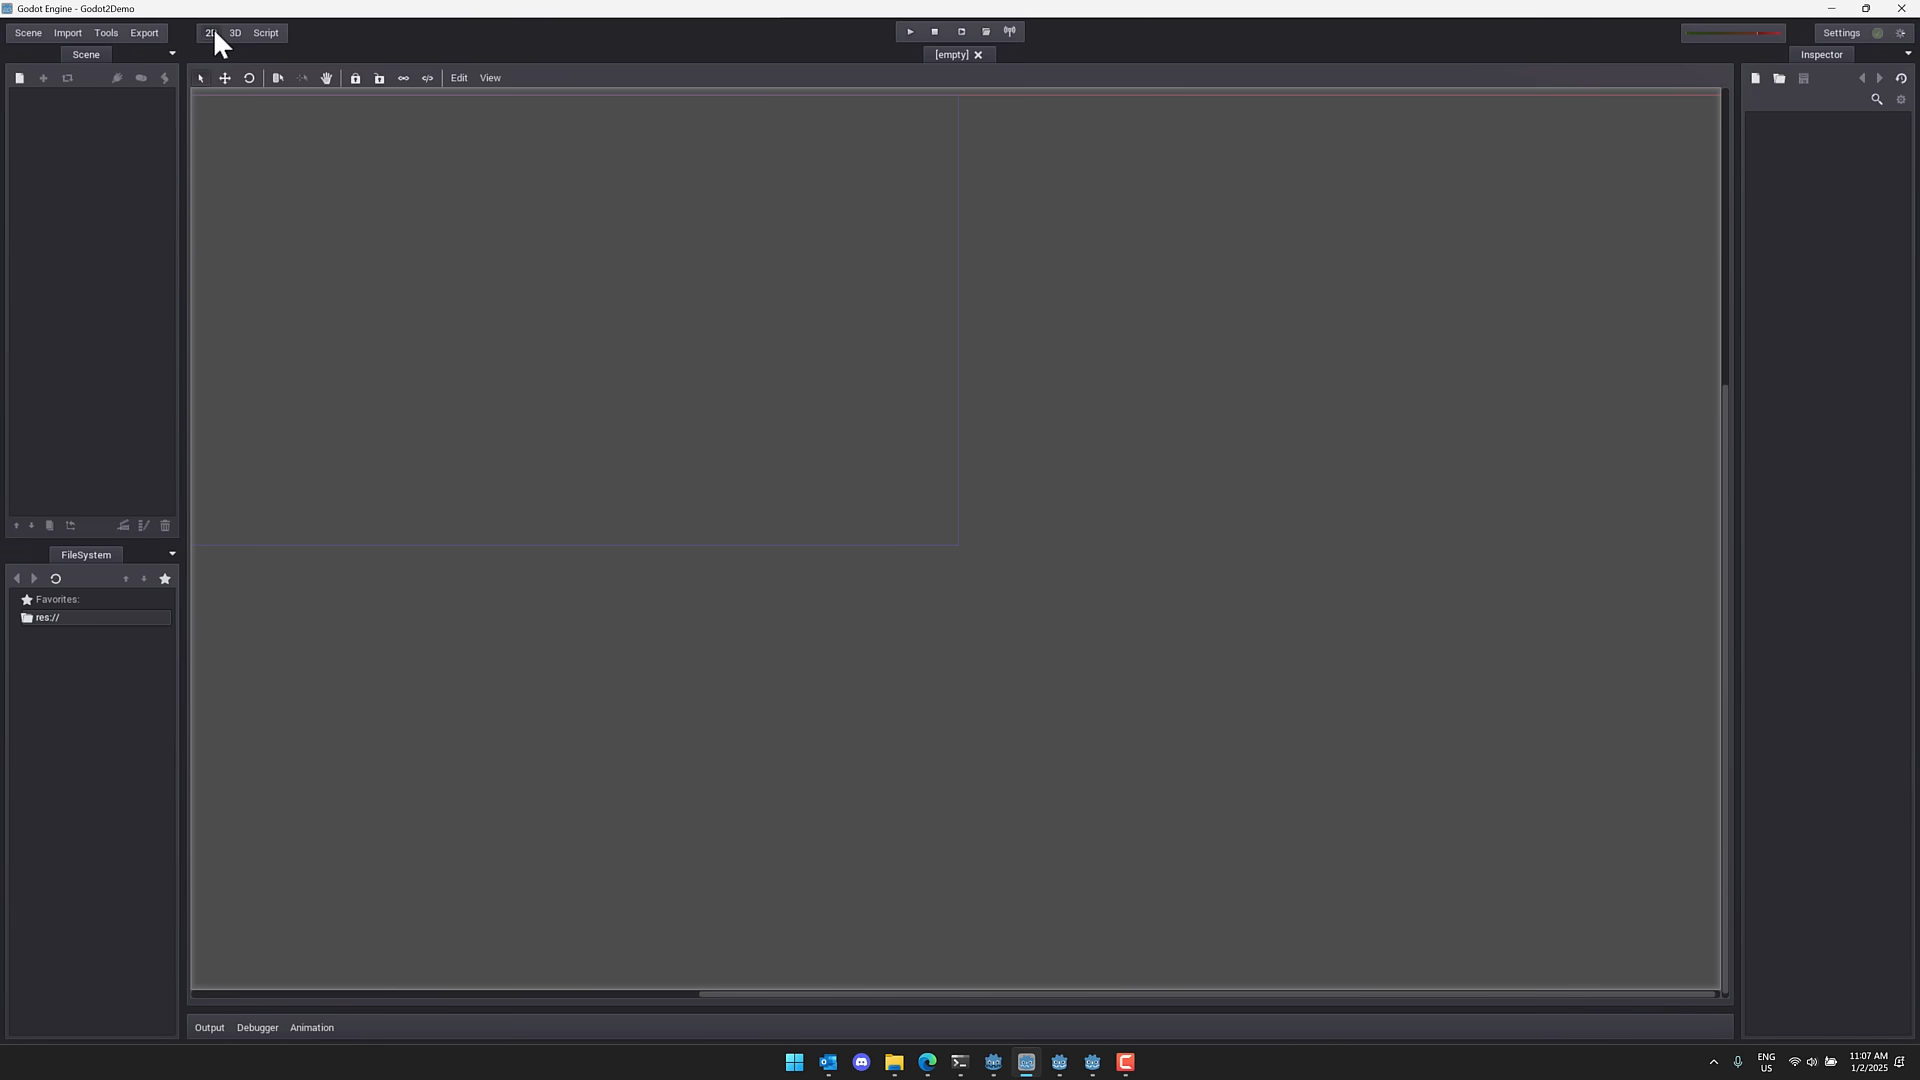 Godot Engine - Godot2Demo
Scene Import Tools Export
2D 3D Script
Settings
Scene
[empty]
Inspector
Edit View
FileSystem
Favorites:
res://
Output Debugger Animation
ENG
US
11:07 AM
1/2/2025